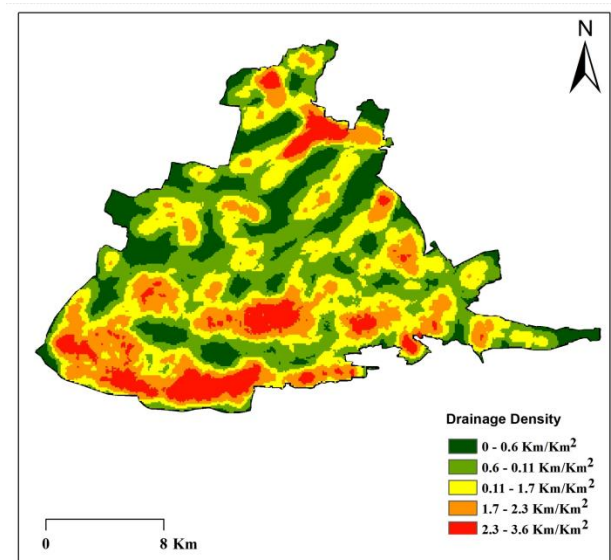 N
Drainage Density
0 - 0.6 Km/Km²
0.6 - 0.11 Km/Km²
0.11 - 1.7 Km/Km²
1.7 - 2.3 Km/Km²
2.3 - 3.6 Km/Km²
0 8 Km